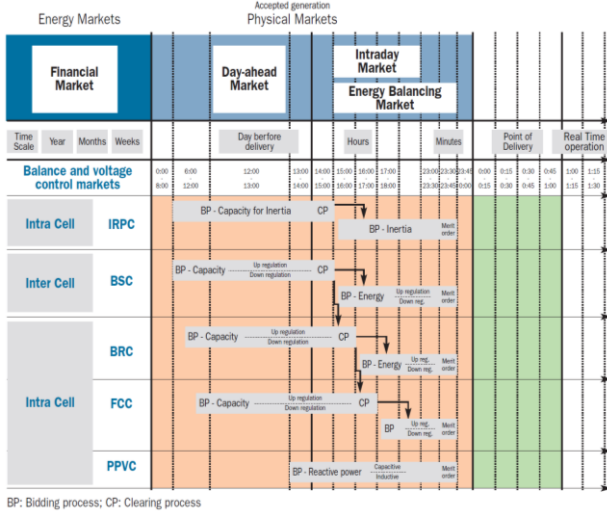 Accepted generation
Energy Markets
Physical Markets
Financial Market
Day-ahead Market
Intraday Market
Energy Balancing Market
Time Scale
Year
Months
Weeks
Day berfore delivery
Hours
Minutes
Point of Delivery
Real Time operation
Balance and voltage control markets
0:00 6:00 12:00 13:00 14:00 15:00 16:00 17:00 23:00 23:30 23:45 0:00 0:15 0:30 0:45 1:00 1:15
8:00 12:00 13:00 14:00 15:00 16:00 17:00 18:00 23:30 23:45 0:00 0:15 0:30 0:45 1:00 1:15 1:30
Intra Cell
IRPC
BP - Capacity for Inertia CP
BP - Inertia Merit order
Inter Cell
BSC
BP - Capacity Up regulation Down regulation CP
BP - Energy Up regulation Down reg. Merit order
Intra Cell
BRC
BP - Capacity Up regulation Down regulation CP
BP - Energy Up reg. Down reg. Merit order
FCC
BP - Capacity Up regulation Down regulation CP
BP Up reg. Down reg. Merit order
PPVC
BP - Reactive power Capacitive Inductive Merit order
BP: Bidding process; CP: Clearing process